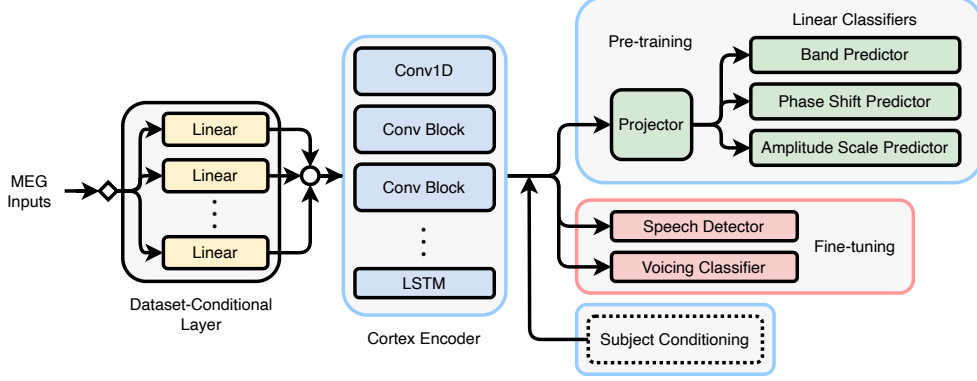 MEG
Inputs
Linear
Linear
Linear
Dataset-Conditional
Layer
Conv1D
Conv Block
Conv Block
LSTM
Cortex Encoder
Pre-training
Linear Classifiers
Projector
Band Predictor
Phase Shift Predictor
Amplitude Scale Predictor
Speech Detector
Voicing Classifier
Fine-tuning
Subject Conditioning